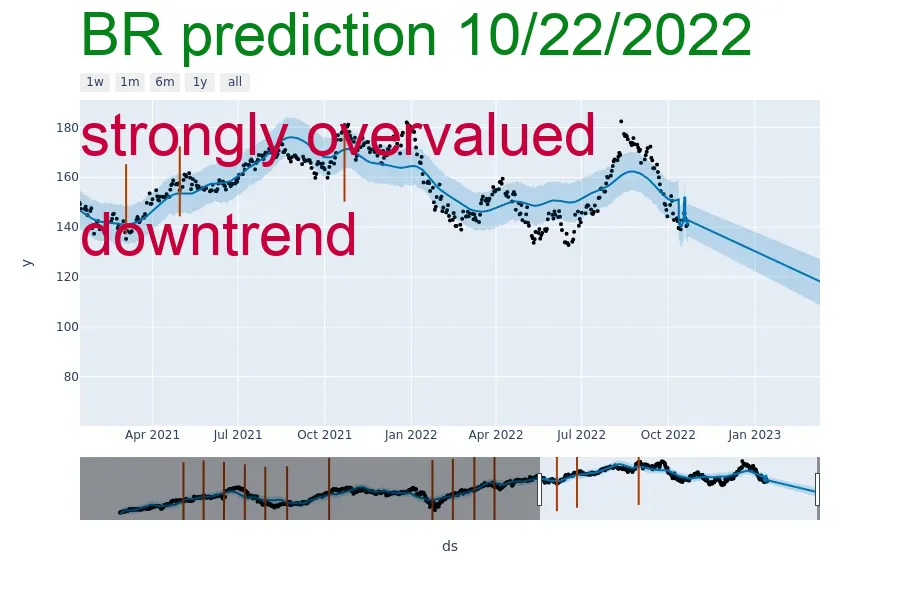 BR prediction 10/22/2022
1w 1m 6m 1y all
strongly overvalued
downtrend
180
160
140
120
100
80
y
Apr 2021 Jul 2021 Oct 2021 Jan 2022 Apr 2022 Jul 2022 Oct 2022 Jan 2023
ds